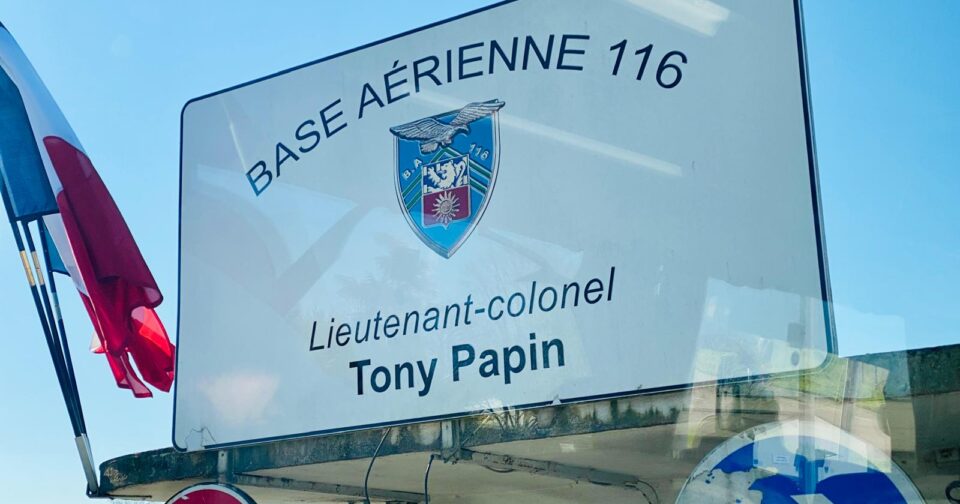 BASE AÉRIENNE 116
B.A 116
Lieutenant-colonel
Tony Papin